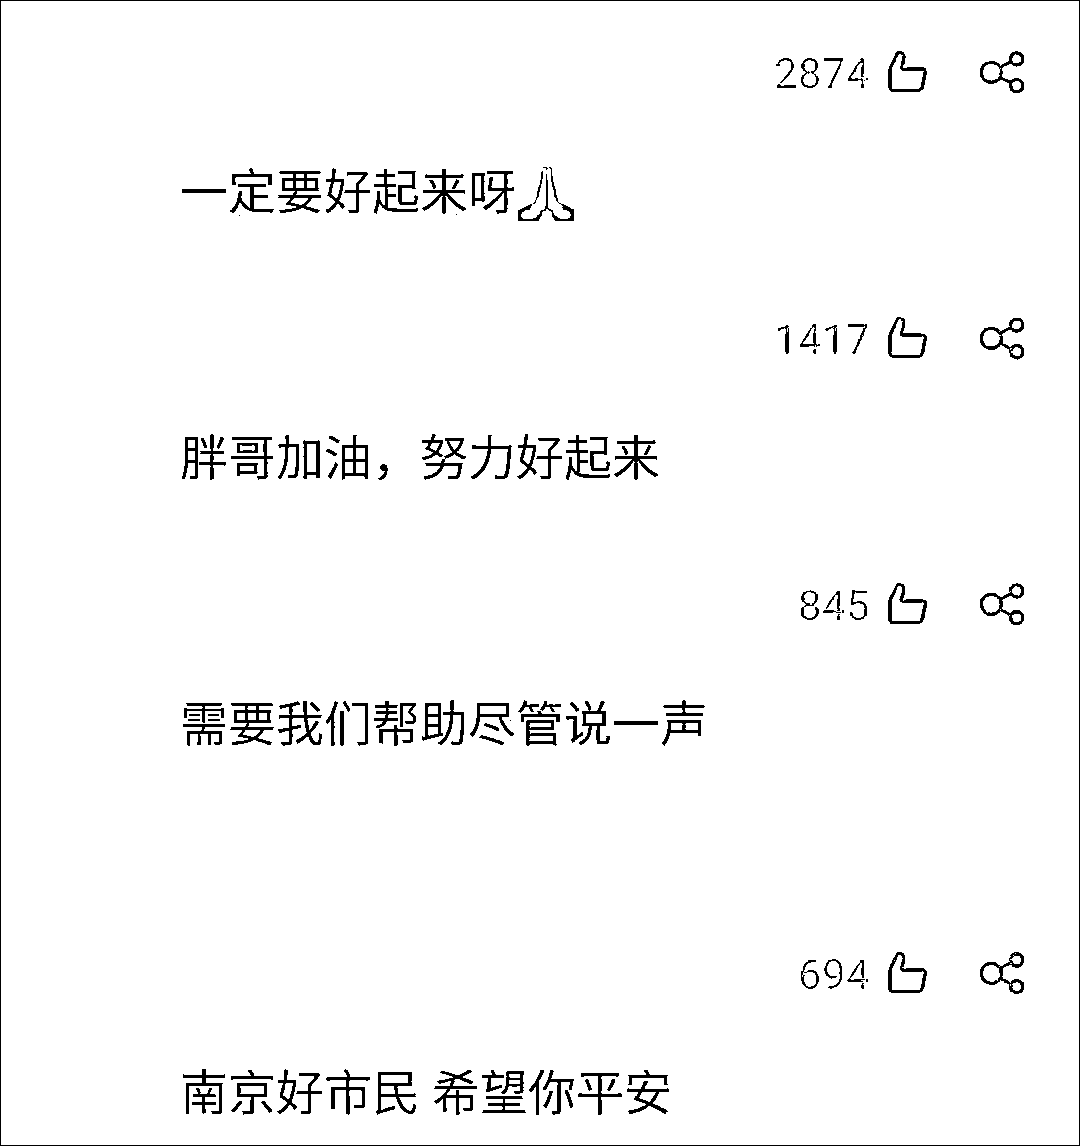 2874
一定要好起来呀🙏
1417
胖哥加油，努力好起来
845
需要我们帮助尽管说一声
694
南京好市民 希望你平安